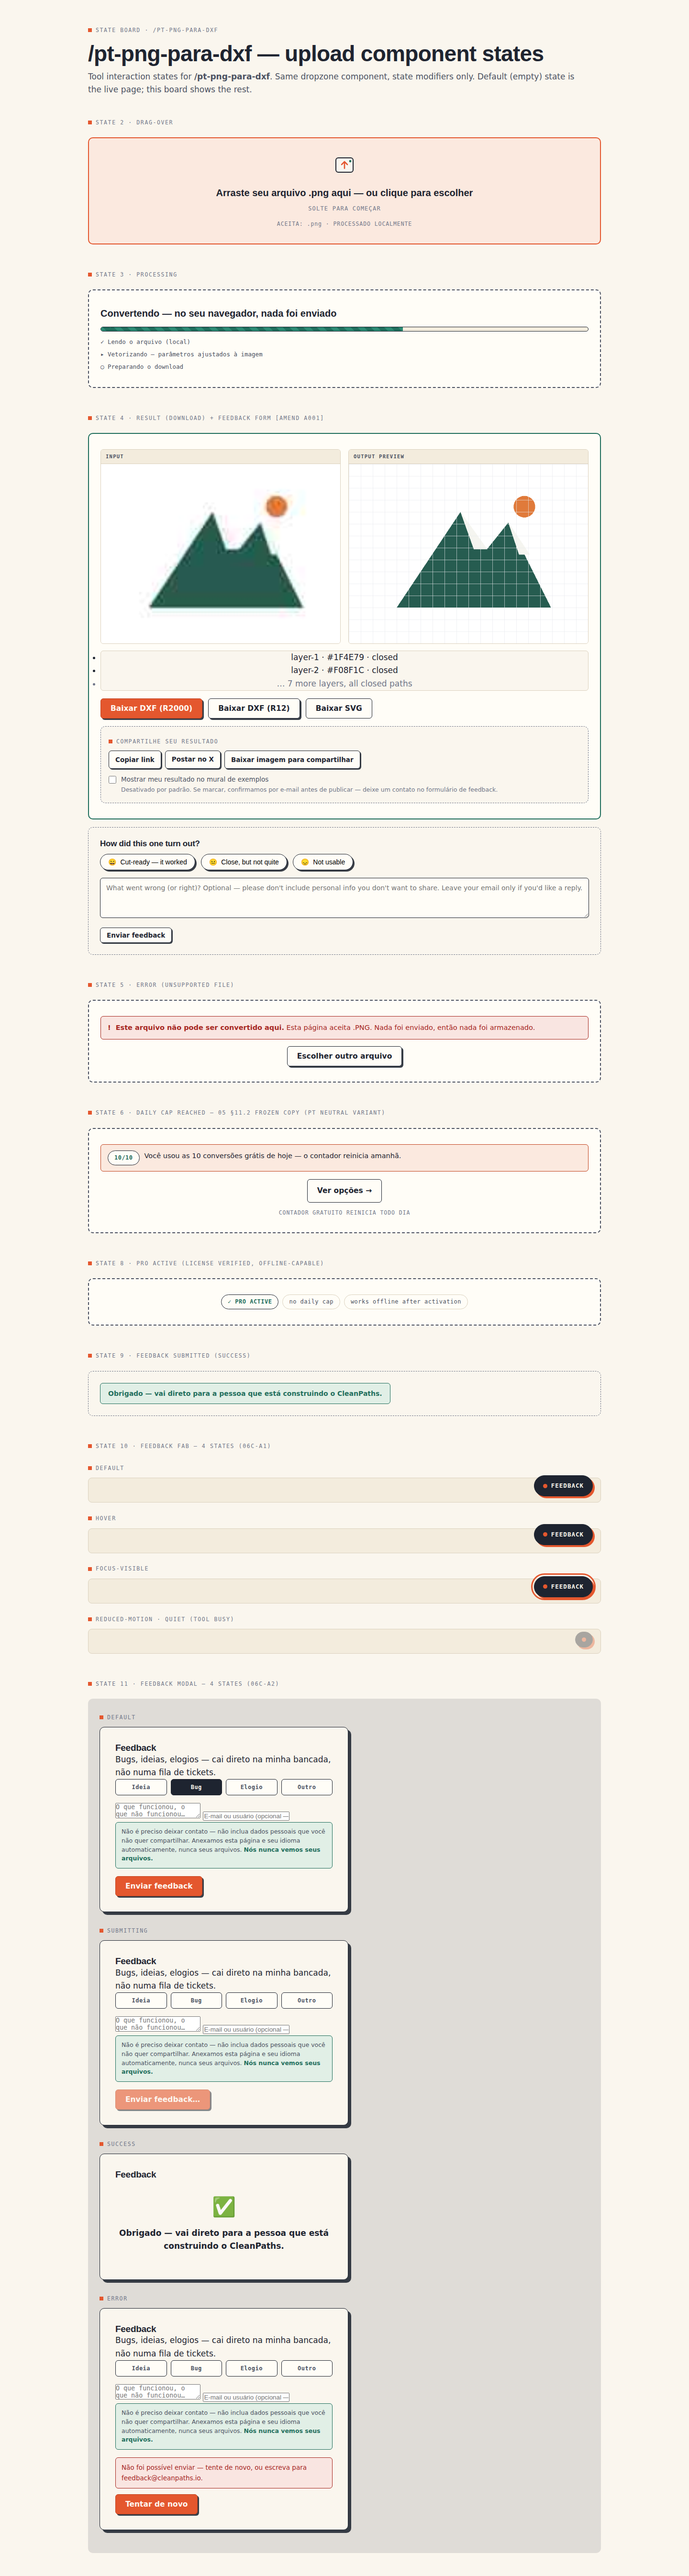 STATE BOARD · /PT-PNG-PARA-DXF
/pt-png-para-dxf — upload component states
Tool interaction states for /pt-png-para-dxf. Same dropzone component, state modifiers only. Default (empty) state is
the live page; this board shows the rest.
STATE 2 · DRAG-OVER
Arraste seu arquivo .png aqui — ou clique para escolher
SOLTE PARA COMEÇAR
ACEITA: .png · PROCESSADO LOCALMENTE
STATE 3 · PROCESSING
Convertendo — no seu navegador, nada foi enviado
✓ Lendo o arquivo (local)
▸ Vetorizando — parâmetros ajustados à imagem
○ Preparando o download
STATE 4 · RESULT (DOWNLOAD) + FEEDBACK FORM [AMEND A001]
INPUT
OUTPUT PREVIEW
layer-1 · #1F4E79 · closed
layer-2 · #F08F1C · closed
... 7 more layers, all closed paths
Baixar DXF (R2000)
Baixar DXF (R12)
Baixar SVG
COMPARTILHE SEU RESULTADO
Copiar link
Postar no X
Baixar imagem para compartilhar
Mostrar meu resultado no mural de exemplos
Desativado por padrão. Se marcar, confirmamos por e-mail antes de publicar — deixe um contato no formulário de feedback.
How did this one turn out?
😄 Cut-ready — it worked
😐 Close, but not quite
😞 Not usable
What went wrong (or right)? Optional — please don't include personal info you don't want to share. Leave your email only if you'd like a reply.
Enviar feedback
STATE 5 · ERROR (UNSUPPORTED FILE)
! Este arquivo não pode ser convertido aqui. Esta página aceita .PNG. Nada foi enviado, então nada foi armazenado.
Escolher outro arquivo
STATE 6 · DAILY CAP REACHED — 05 §11.2 FROZEN COPY (PT NEUTRAL VARIANT)
10/10 Você usou as 10 conversões grátis de hoje — o contador reinicia amanhã.
Ver opções →
CONTADOR GRATUITO REINICIA TODO DIA
STATE 8 · PRO ACTIVE (LICENSE VERIFIED, OFFLINE-CAPABLE)
✓ PRO ACTIVE
no daily cap
works offline after activation
STATE 9 · FEEDBACK SUBMITTED (SUCCESS)
Obrigado — vai direto para a pessoa que está construindo o CleanPaths.
STATE 10 · FEEDBACK FAB — 4 STATES (06C-A1)
DEFAULT
FEEDBACK
HOVER
FEEDBACK
FOCUS-VISIBLE
FEEDBACK
REDUCED-MOTION · QUIET (TOOL BUSY)
STATE 11 · FEEDBACK MODAL — 4 STATES (06C-A2)
DEFAULT
Feedback
Bugs, ideias, elogios — cai direto na minha bancada,
não numa fila de tickets.
Ideia
Bug
Elogio
Outro
O que funcionou, o
que não funcionou…
E-mail ou usuário (opcional —
Não é preciso deixar contato — não inclua dados pessoais que você
não quer compartilhar. Anexamos esta página e seu idioma
automaticamente, nunca seus arquivos. Nós nunca vemos seus
arquivos.
Enviar feedback
SUBMITTING
Feedback
Bugs, ideias, elogios — cai direto na minha bancada,
não numa fila de tickets.
Ideia
Bug
Elogio
Outro
O que funcionou, o
que não funcionou…
E-mail ou usuário (opcional —
Não é preciso deixar contato — não inclua dados pessoais que você
não quer compartilhar. Anexamos esta página e seu idioma
automaticamente, nunca seus arquivos. Nós nunca vemos seus
arquivos.
Enviar feedback…
SUCCESS
Feedback
Obrigado — vai direto para a pessoa que está
construindo o CleanPaths.
ERROR
Feedback
Bugs, ideias, elogios — cai direto na minha bancada,
não numa fila de tickets.
Ideia
Bug
Elogio
Outro
O que funcionou, o
que não funcionou…
E-mail ou usuário (opcional —
Não é preciso deixar contato — não inclua dados pessoais que você
não quer compartilhar. Anexamos esta página e seu idioma
automaticamente, nunca seus arquivos. Nós nunca vemos seus
arquivos.
Não foi possível enviar — tente de novo, ou escreva para
feedback@cleanpaths.io.
Tentar de novo